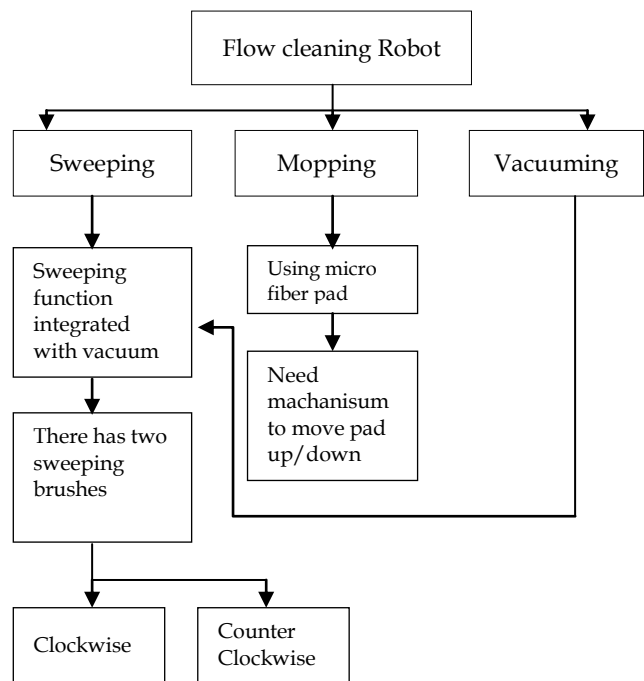 Flow cleaning Robot
Sweeping
Mopping
Vacuuming
Sweeping
function
integrated
with vacuum
Using micro
fiber pad
Need
machanisum
to move pad
up/down
There has two
sweeping
brushes
Clockwise
Counter
Clockwise